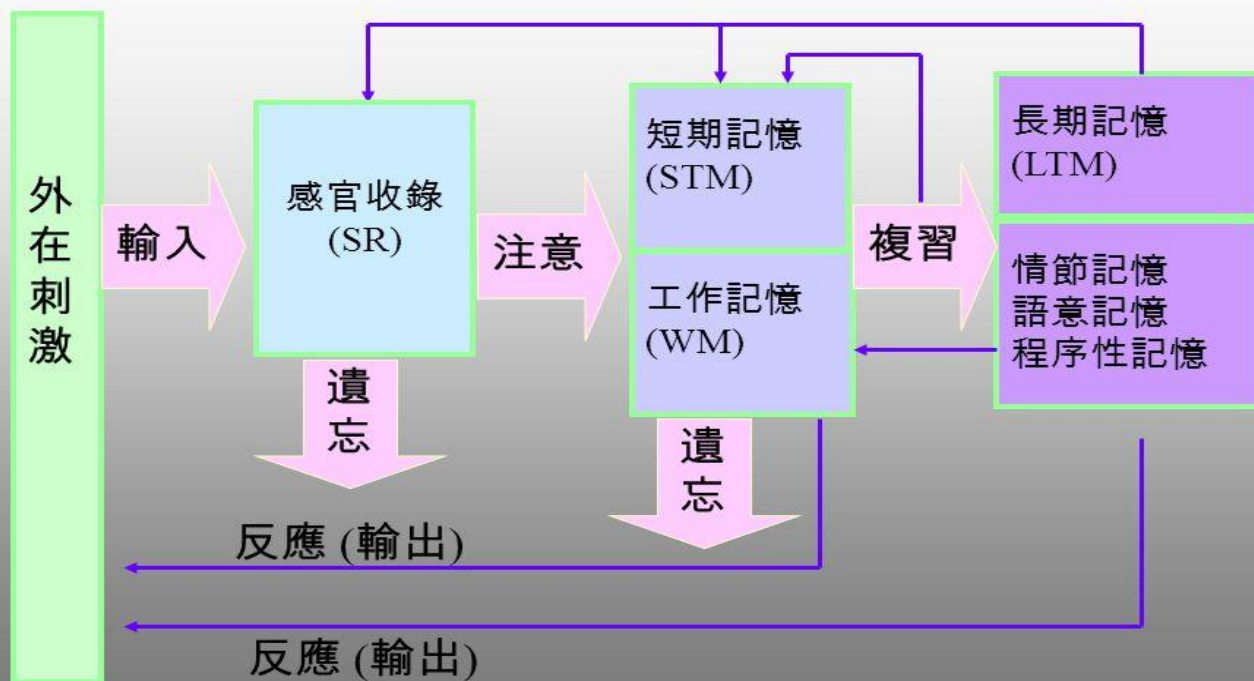 外在刺激
輸入
感官收錄
(SR)
遺忘
注意
短期記憶
(STM)
工作記憶
(WM)
遺忘
複習
長期記憶
(LTM)
情節記憶
語意記憶
程序性記憶
反應 (輸出)
反應 (輸出)